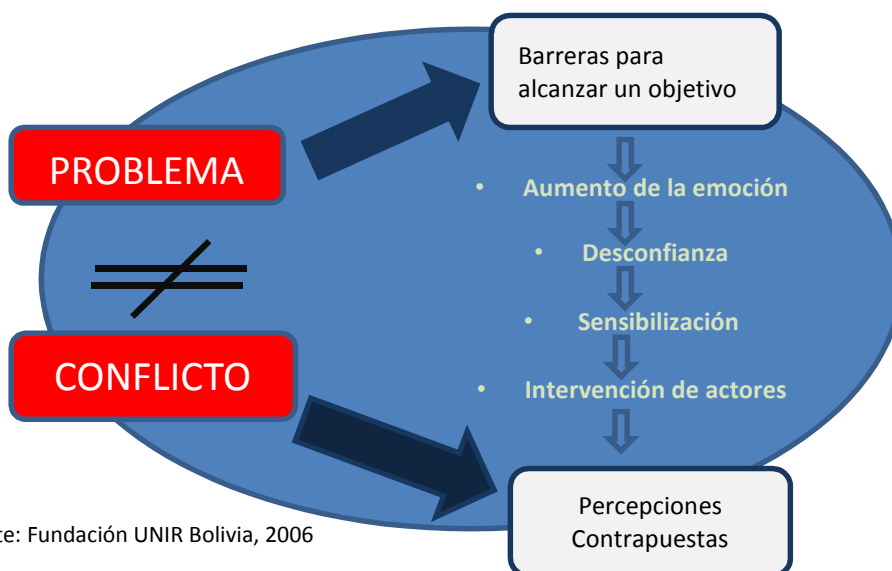 Barreras para
alcanzar un objetivo
PROBLEMA
• Aumento de la emoción
• Desconfianza
• Sensibilización
CONFLICTO
• Intervención de actores
Percepciones
Contrapuestas
te: Fundación UNIR Bolivia, 2006